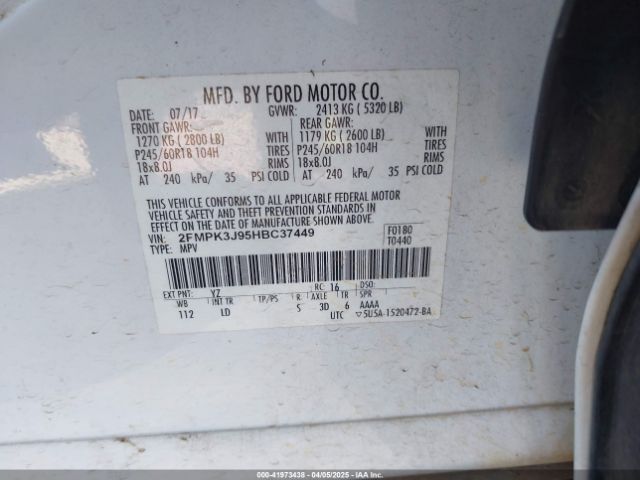 MFD. BY FORD MOTOR CO.
DATE: 07/17 GVWR: 2413 KG ( 5320 LB)
FRONT GAWR: REAR GAWR:
1270 KG ( 2800 LB) WITH 1179 KG ( 2600 LB) WITH
P245/60R18 104H TIRES P245/60R18 104H TIRES
18x8.0J RIMS 18x8.0J RIMS
AT 240 kPa/ 35 PSI COLD AT 240 kPa/ 35 PSI COLD
THIS VEHICLE CONFORMS TO ALL APPLICABLE FEDERAL MOTOR
VEHICLE SAFETY AND THEFT PREVENTION STANDARDS IN
EFFECT ON THE DATE OF MANUFACTURE SHOWN ABOVE.
VIN: 2FMPK3J95HBC37449 F0180
TYPE: MPV T0440
EXT PNT: YZ RC: 16 DSO:
WB INT TR TP/PS R AXLE TR SPR
112 LD S 3D 6 AAAA
UTC ▽5U5A-1520472-BA
000-41973438 - 04/05/2025 - IAAI.com